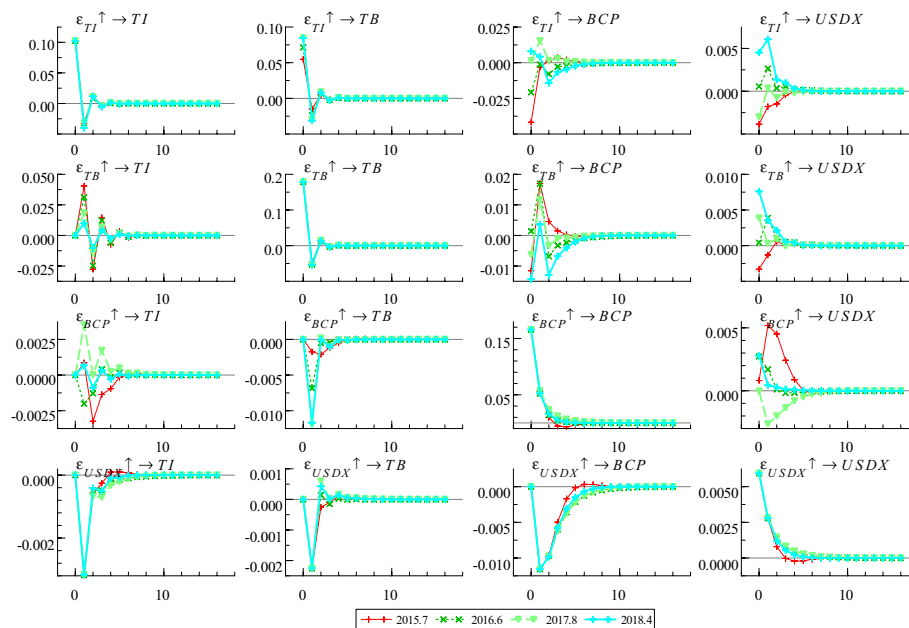 ε_TI ↑ → TI ε_TI ↑ → TB ε_TI ↑ → BCP ε_TI ↑ → USDX
0.10 0.10 0.000 0.005
0.05 0.05 0.000
0.00 0.00 -0.025
0 10 0 10 0 10 0 10
ε_TB ↑ → TI ε_TB ↑ → TB ε_TB ↑ → BCP ε_TB ↑ → USDX
0.050 0.2 0.02 0.010
0.025 0.1 0.01 0.005
0.000 0.0 0.000 0.000
-0.025 -0.01
0 10 0 10 0 10 0 10
ε_BCP ↑ → TI ε_BCP ↑ → TB ε_BCP ↑ → BCP ε_BCP ↑ → USDX
0.0025 0.000 0.15 0.005
0.0000 -0.005 0.05 0.000
-0.0025 -0.010
0 10 0 10 0 10 0 10
ε_USDX ↑ → TI ε_USDX ↑ → TB ε_USDX ↑ → BCP ε_USDX ↑ → USDX
0.000 0.001 0.000 0.0050
-0.002 0.000 -0.005 0.0025
-0.001 -0.010 0.0000
-0.002
0 10 0 10 0 10 0 10
2015.7 2016.6 2017.8 2018.4